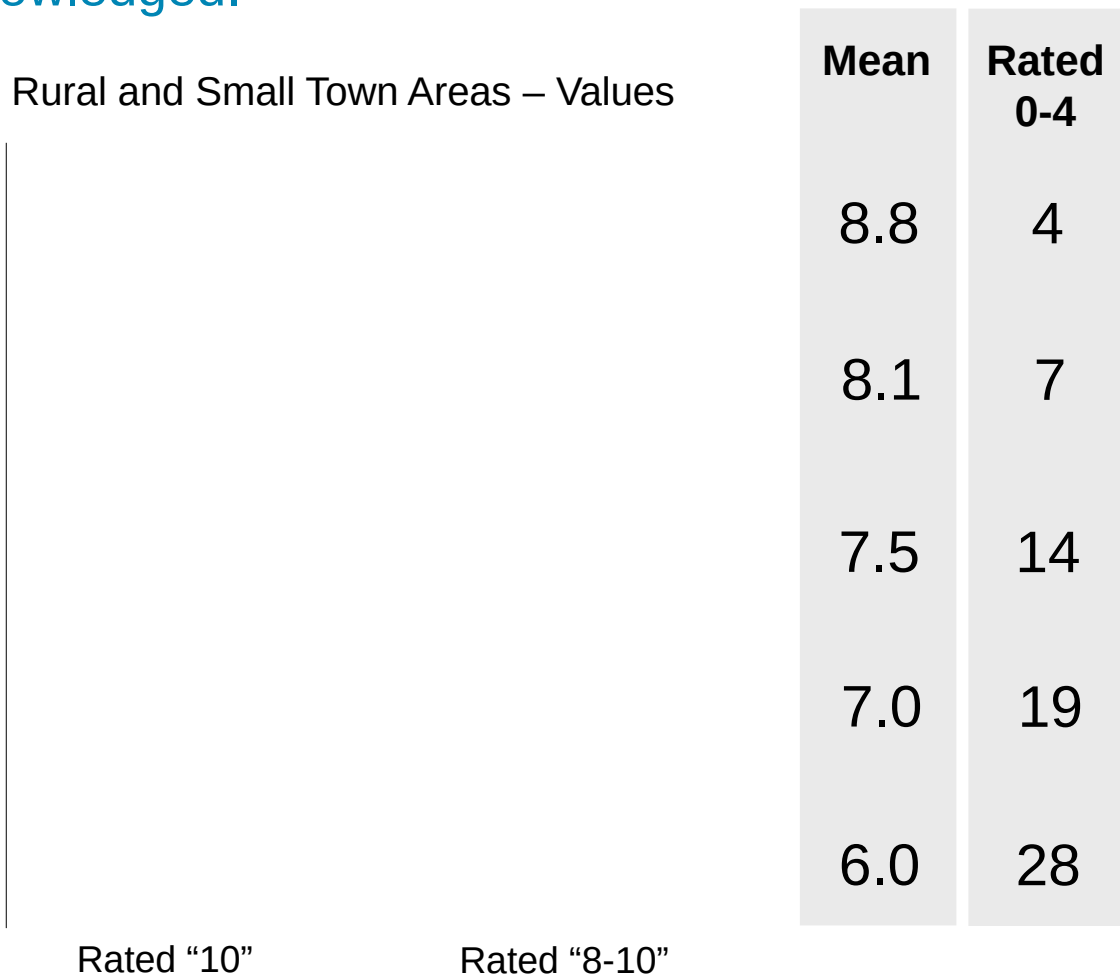 Mean Rated
Rural and Small Town Areas – Values
0-4
8.8 4
8.1 7
7.5 14
7.0 19
6.0 28
Rated “10” Rated “8-10”